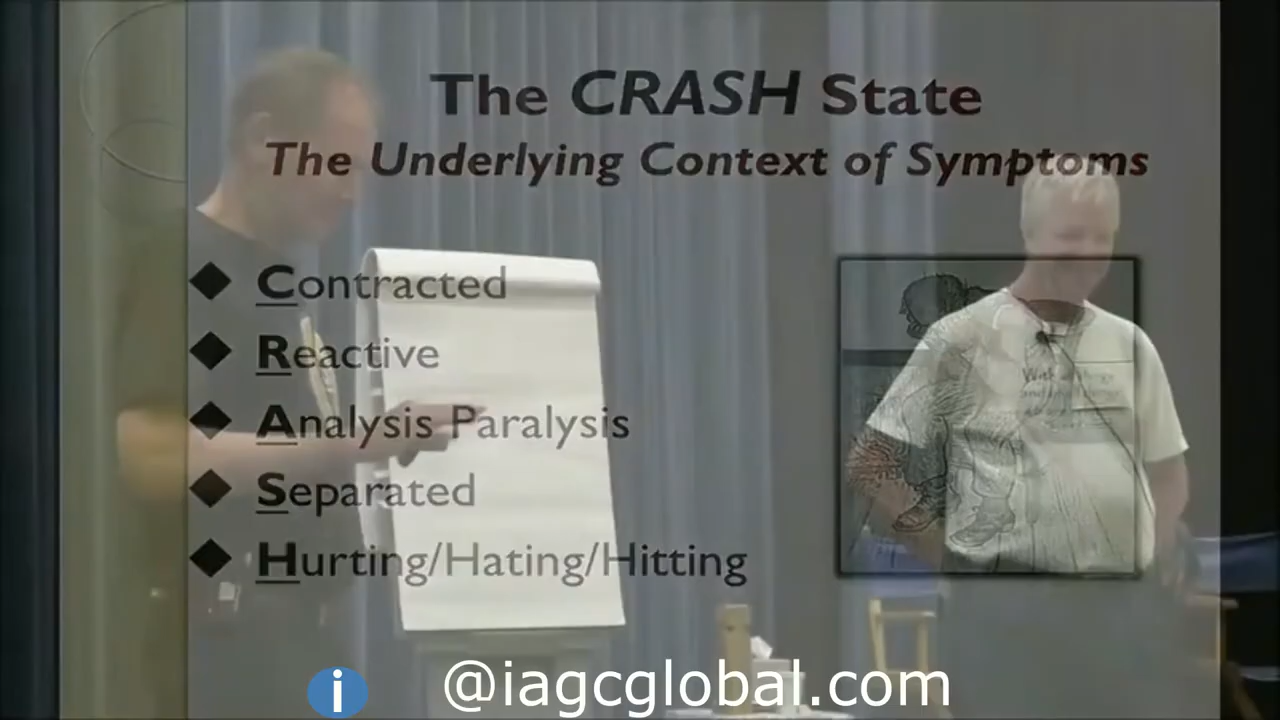 The CRASH State
The Underlying Context of Symptoms
◆ Contracted
◆ Reactive
◆ Analysis Paralysis
◆ Separated
◆ Hurting/Hating/Hitting
i @iagcglobal.com